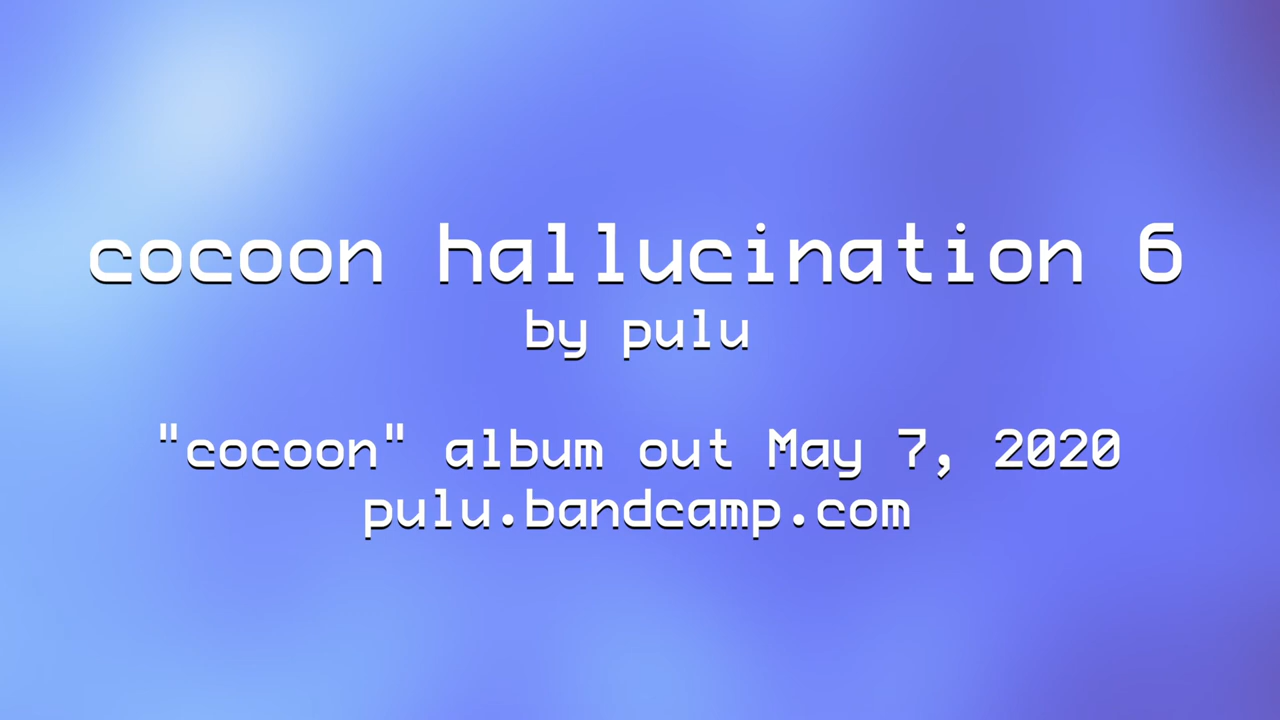 cocoon hallucination 6
by pulu
"cocoon" album out May 7, 2020
pulu.bandcamp.com